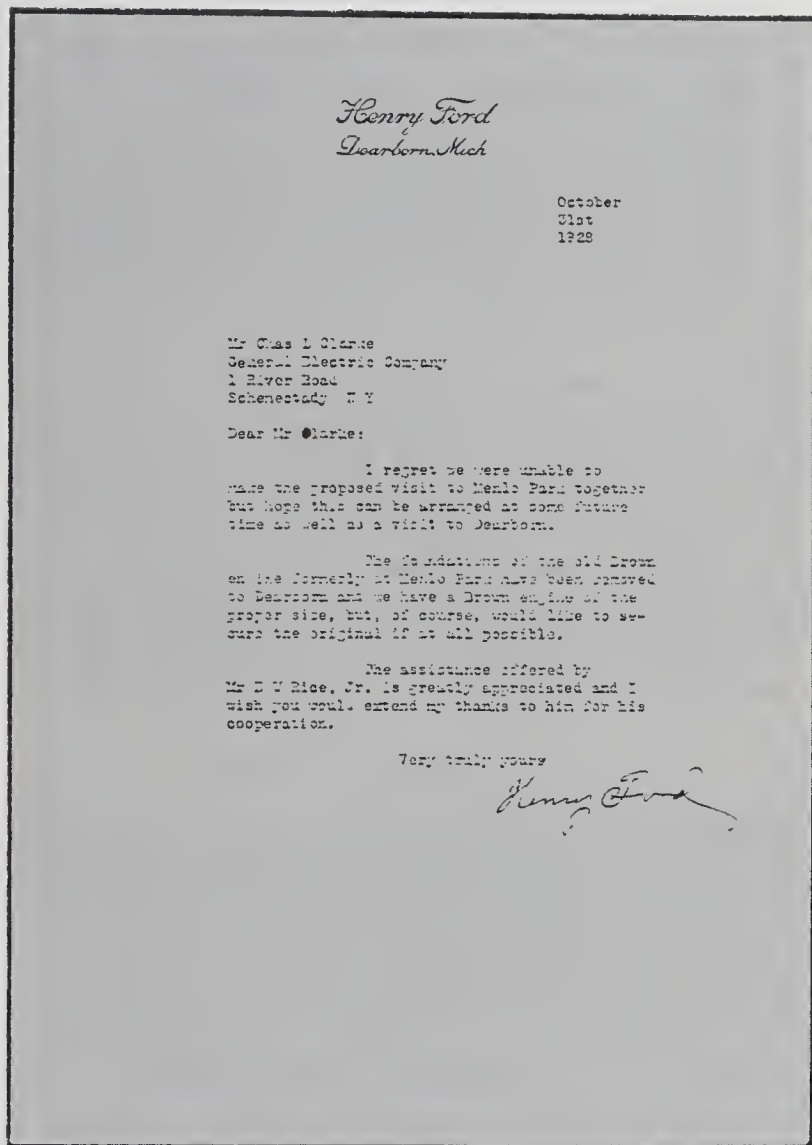 Henry Ford
Dearborn, Mich
October
31st
1928
Mr Chas L Clarke
General Electric Company
1 River Road
Schenectady N Y
Dear Mr Clarke:
I regret we were unable to
make the proposed visit to Menlo Park together
but hope this can be arranged at some future
time as well as a visit to Dearborn.
The foundations of the old Brown
engine formerly at Menlo Park have been removed
to Dearborn and we have a Brown engine of the
proper size, but, of course, would like to se-
cure the original if at all possible.
The assistance offered by
Mr E W Rice, Jr. is greatly appreciated and I
wish you would extend my thanks to him for his
cooperation.
Very truly yours
Henry Ford